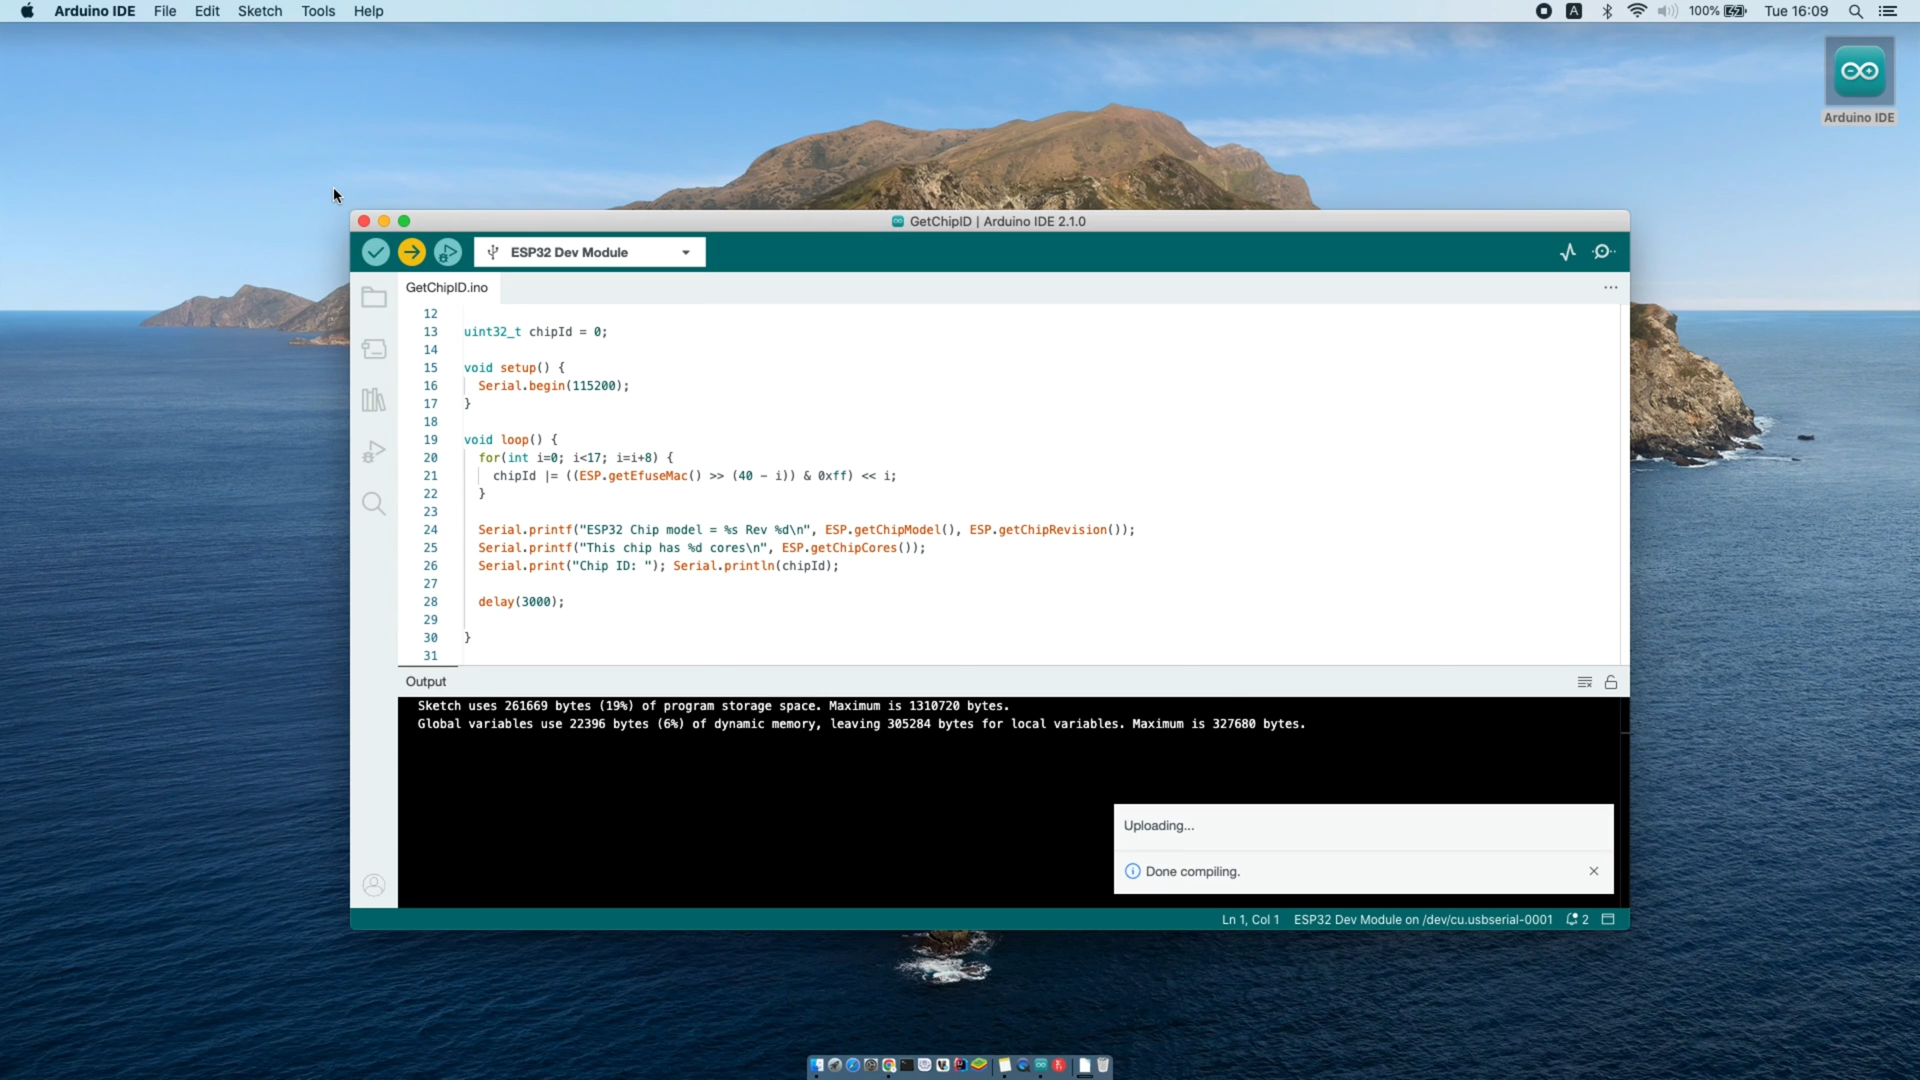 Arduino IDE File Edit Sketch Tools Help
A 100% Tue 16:09
Arduino IDE
GetChipID | Arduino IDE 2.1.0
ESP32 Dev Module
GetChipID.ino
12
13 uint32_t chipId = 0;
14
15 void setup() {
16 Serial.begin(115200);
17 }
18
19 void loop() {
20 for(int i=0; i<17; i=i+8) {
21 chipId |= ((ESP.getEfuseMac() >> (40 - i)) & 0xff) << i;
22 }
23
24 Serial.printf("ESP32 Chip model = %s Rev %d\n", ESP.getChipModel(), ESP.getChipRevision());
25 Serial.printf("This chip has %d cores\n", ESP.getChipCores());
26 Serial.print("Chip ID: "); Serial.println(chipId);
27
28 delay(3000);
29
30 }
31
Output
Sketch uses 261669 bytes (19%) of program storage space. Maximum is 1310720 bytes.
Global variables use 22396 bytes (6%) of dynamic memory, leaving 305284 bytes for local variables. Maximum is 327680 bytes.
Uploading...
Done compiling.
Ln 1, Col 1 ESP32 Dev Module on /dev/cu.usbserial-0001 2